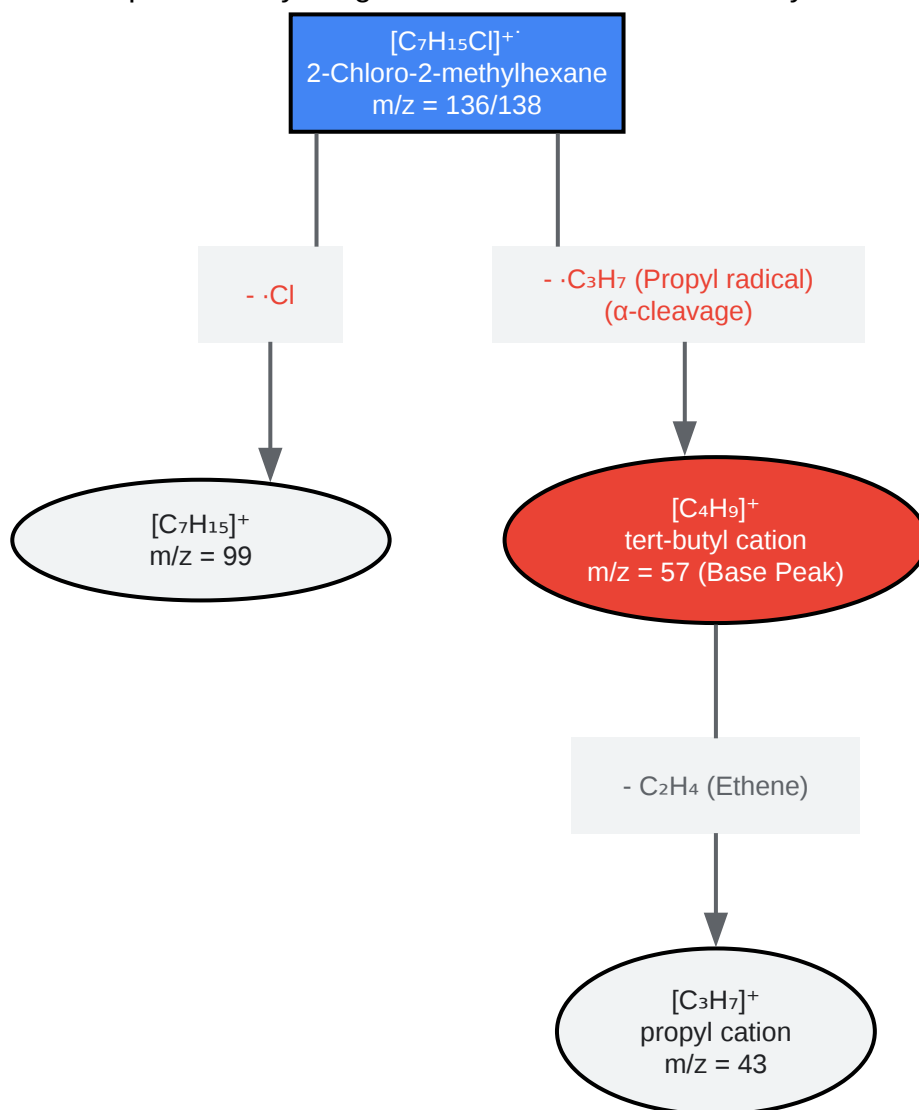 [C₇H₁₅Cl]⁺˙
2-Chloro-2-methylhexane
m/z = 136/138
- ·Cl
- ·C₃H₇ (Propyl radical)
(α-cleavage)
[C₇H₁₅]⁺
m/z = 99
[C₄H₉]⁺
tert-butyl cation
m/z = 57 (Base Peak)
- C₂H₄ (Ethene)
[C₃H₇]⁺
propyl cation
m/z = 43